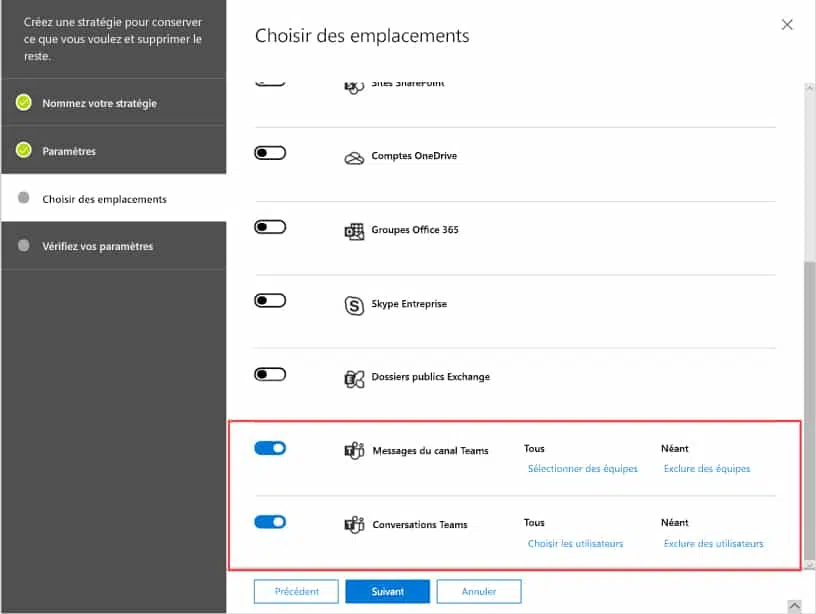 Créez une stratégie pour conserver
ce que vous voulez et supprimer le
reste.
Nommez votre stratégie
Paramètres
Choisir des emplacements
Vérifiez vos paramètres
Choisir des emplacements
Sites SharePoint
Comptes OneDrive
Groupes Office 365
Skype Entreprise
Dossiers publics Exchange
Messages du canal Teams Tous Néant
Sélectionner des équipes Exclure des équipes
Conversations Teams Tous Néant
Choisir les utilisateurs Exclure des utilisateurs
Précédent Suivant Annuler